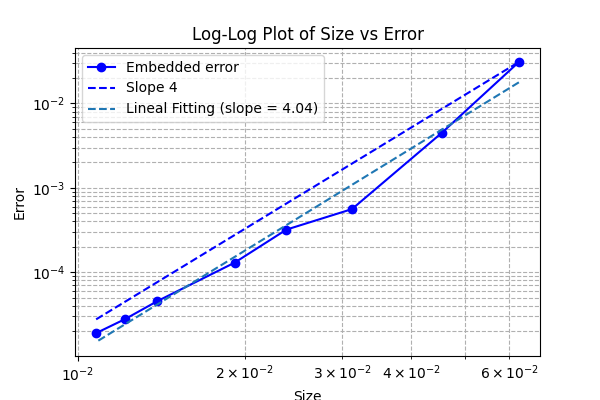 Log-Log Plot of Size vs Error
Embedded error
Slope 4
Lineal Fitting (slope = 4.04)
Error
10⁻²
10⁻³
10⁻⁴
10⁻² 2 × 10⁻² 3 × 10⁻² 4 × 10⁻² 6 × 10⁻²
Size